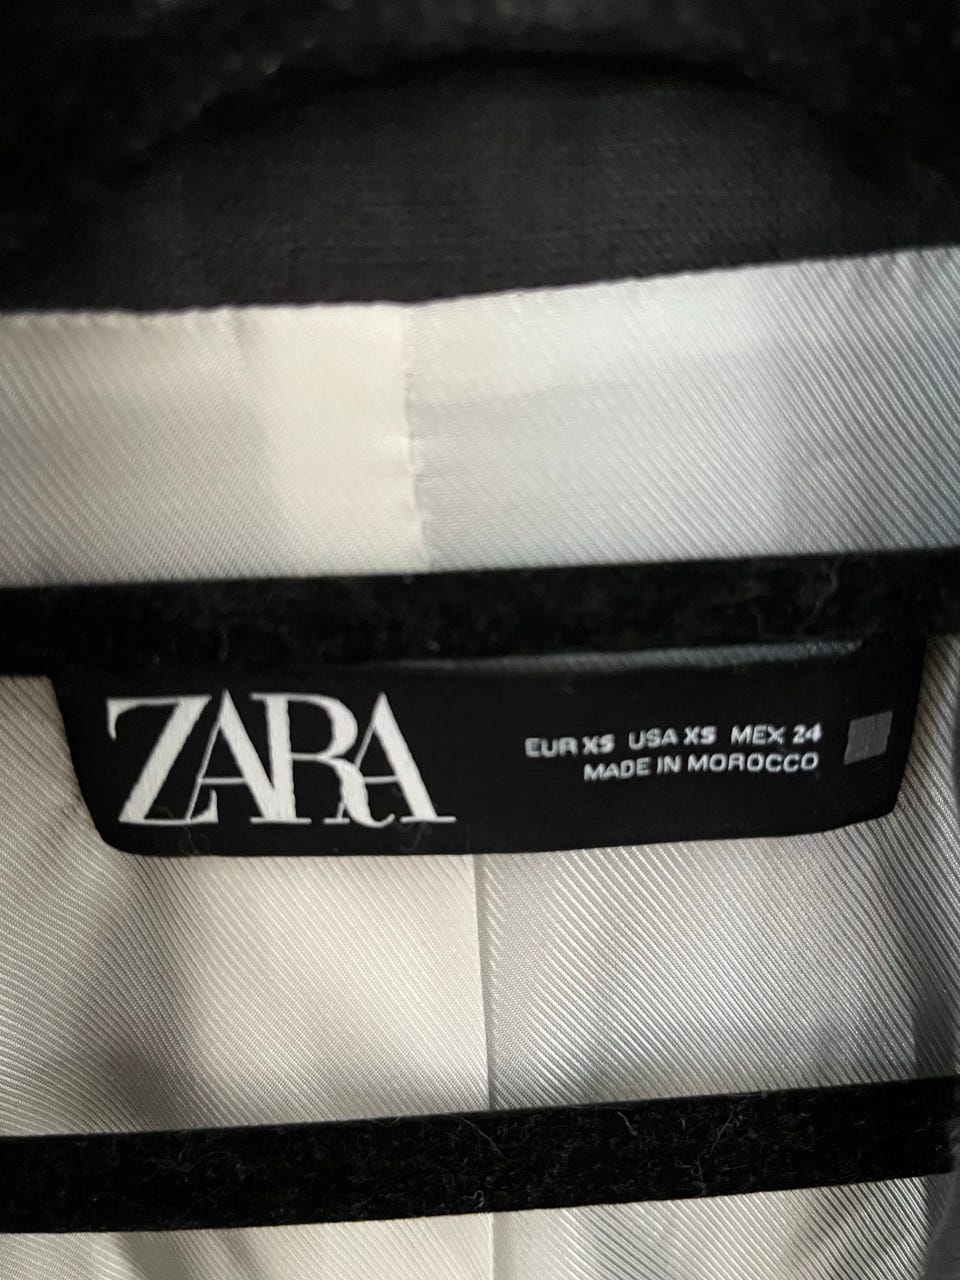 ZARA
EUR XS USA XS MEX 24
MADE IN MOROCCO